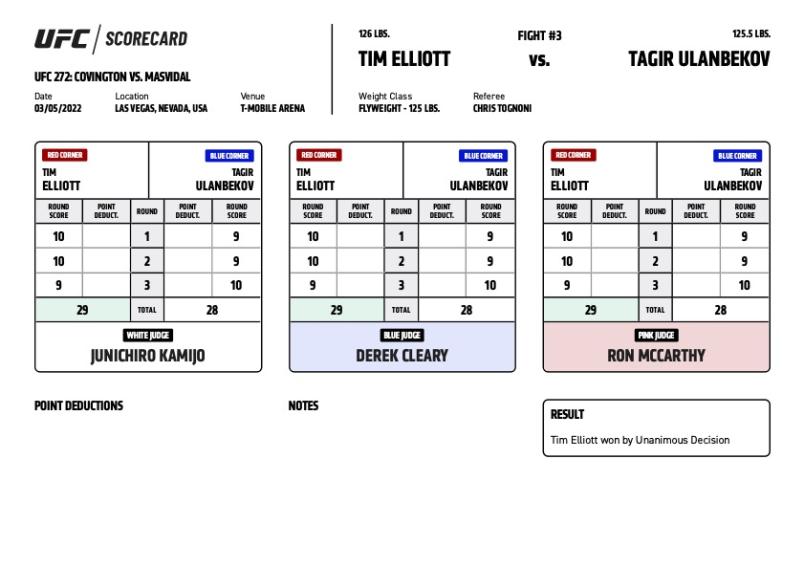 UFC / SCORECARD
UFC 272: COVINGTON VS. MASVIDAL
Date Location Venue
03/05/2022 LAS VEGAS, NEVADA, USA T-MOBILE ARENA
126 LBS. FIGHT #3 125.5 LBS.
TIM ELLIOTT vs. TAGIR ULANBEKOV
Weight Class Referee
FLYWEIGHT - 125 LBS. CHRIS TOGNONI
RED CORNER BLUE CORNER
TIM TAGIR
ELLIOTT ULANBEKOV
ROUND POINT ROUND POINT ROUND
SCORE DEDUCT. DEDUCT. SCORE
10 1 9
10 2 9
9 3 10
29 TOTAL 28
WHITE JUDGE
JUNICHIRO KAMIJO
RED CORNER BLUE CORNER
TIM TAGIR
ELLIOTT ULANBEKOV
ROUND POINT ROUND POINT ROUND
SCORE DEDUCT. DEDUCT. SCORE
10 1 9
10 2 9
9 3 10
29 TOTAL 28
BLUE JUDGE
DEREK CLEARY
RED CORNER BLUE CORNER
TIM TAGIR
ELLIOTT ULANBEKOV
ROUND POINT ROUND POINT ROUND
SCORE DEDUCT. DEDUCT. SCORE
10 1 9
10 2 9
9 3 10
29 TOTAL 28
PINK JUDGE
RON MCCARTHY
POINT DEDUCTIONS
NOTES
RESULT
Tim Elliott won by Unanimous Decision